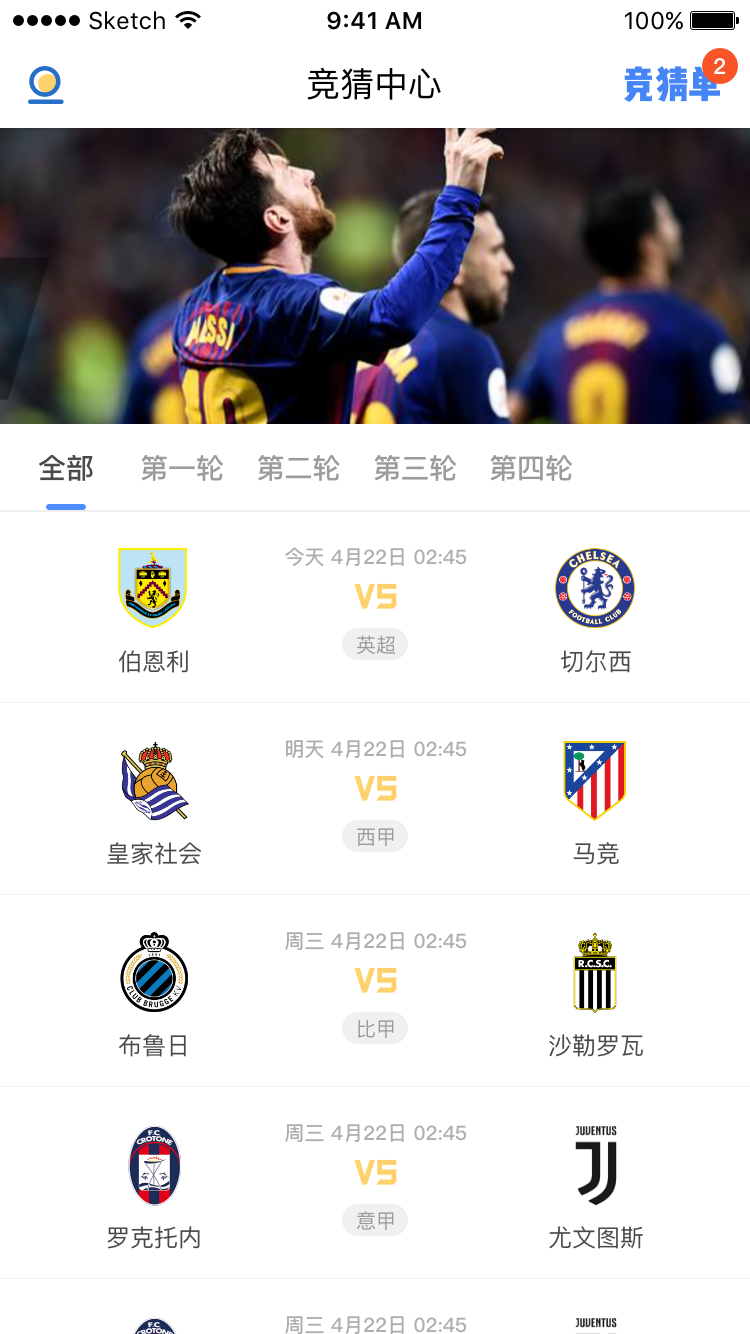 Sketch 9:41 AM 100%
竞猜中心
竞猜单
2
MESSI
10
全部 第一轮 第二轮 第三轮 第四轮
今天 4月22日 02:45
VS
英超
CHELSEA
FOOTBALL CLUB
伯恩利
切尔西
明天 4月22日 02:45
VS
西甲
皇家社会
马竞
周三 4月22日 02:45
VS
比甲
CLUB BRUGGE K.V.
R.C.S.C.
布鲁日
沙勒罗瓦
周三 4月22日 02:45
VS
意甲
F.C.
CROTONE
JUVENTUS
罗克托内
尤文图斯
周三 4月22日 02:45
F.C.
CROTONE
JUVENTUS